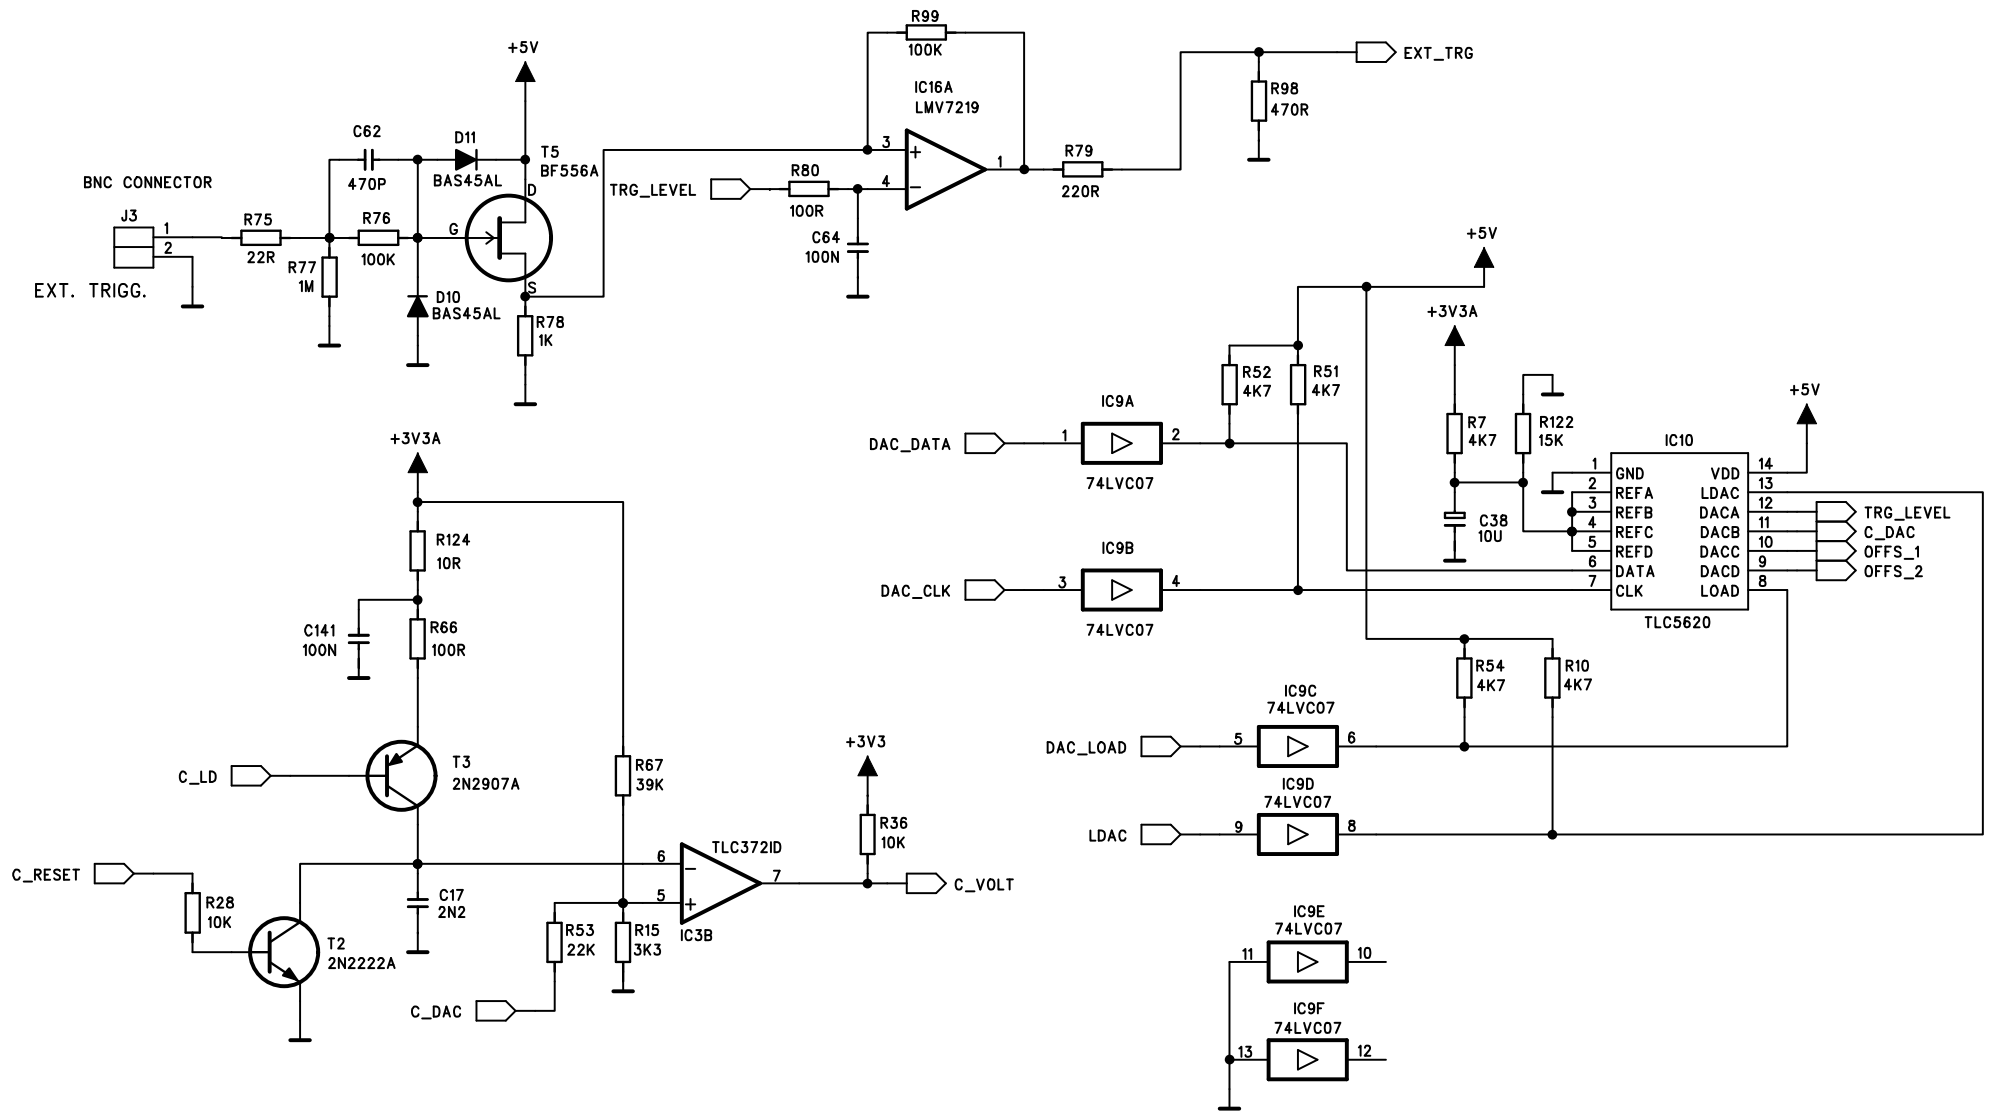 R99
100K
+5V
EXT_TRG
IC16A
LMV7219
R98
470R
C62
470P
D11
BAS45AL
T5
BF556A
D
G
S
3
+
4
−
1
R79
220R
BNC CONNECTOR
J3
1
2
EXT. TRIGG.
R75
22R
R76
100K
R77
1M
D10
BAS45AL
R78
1K
TRG_LEVEL
R80
100R
C64
100N
+5V
+3V3A
R52
4K7
R51
4K7
R7
4K7
R122
15K
C38
10U
+5V
IC9A
DAC_DATA
1
2
74LVC07
IC9B
DAC_CLK
3
4
74LVC07
IC10
1 GND VDD 14
2 REFA LDAC 13
3 REFB DACA 12 TRG_LEVEL
4 REFC DACB 11 C_DAC
5 REFD DACC 10 OFFS_1
6 DATA DACD 9 OFFS_2
7 CLK LOAD 8
TLC5620
R54
4K7
R10
4K7
IC9C
74LVC07
DAC_LOAD
5
6
IC9D
74LVC07
LDAC
9
8
IC9E
74LVC07
11
10
IC9F
74LVC07
13
12
+3V3A
R124
10R
C141
100N
R66
100R
C_LD
T3
2N2907A
R67
39K
+3V3
R36
10K
TLC372ID
6
−
5
+
7
C_VOLT
IC3B
C_RESET
R28
10K
T2
2N2222A
C17
2N2
R53
22K
R15
3K3
C_DAC